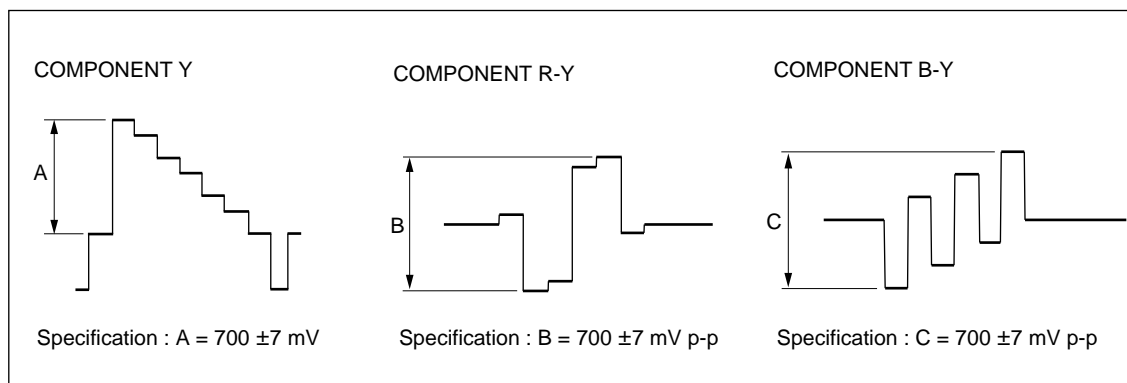 COMPONENT Y
A
Specification : A = 700 ±7 mV
COMPONENT R-Y
B
Specification : B = 700 ±7 mV p-p
COMPONENT B-Y
C
Specification : C = 700 ±7 mV p-p